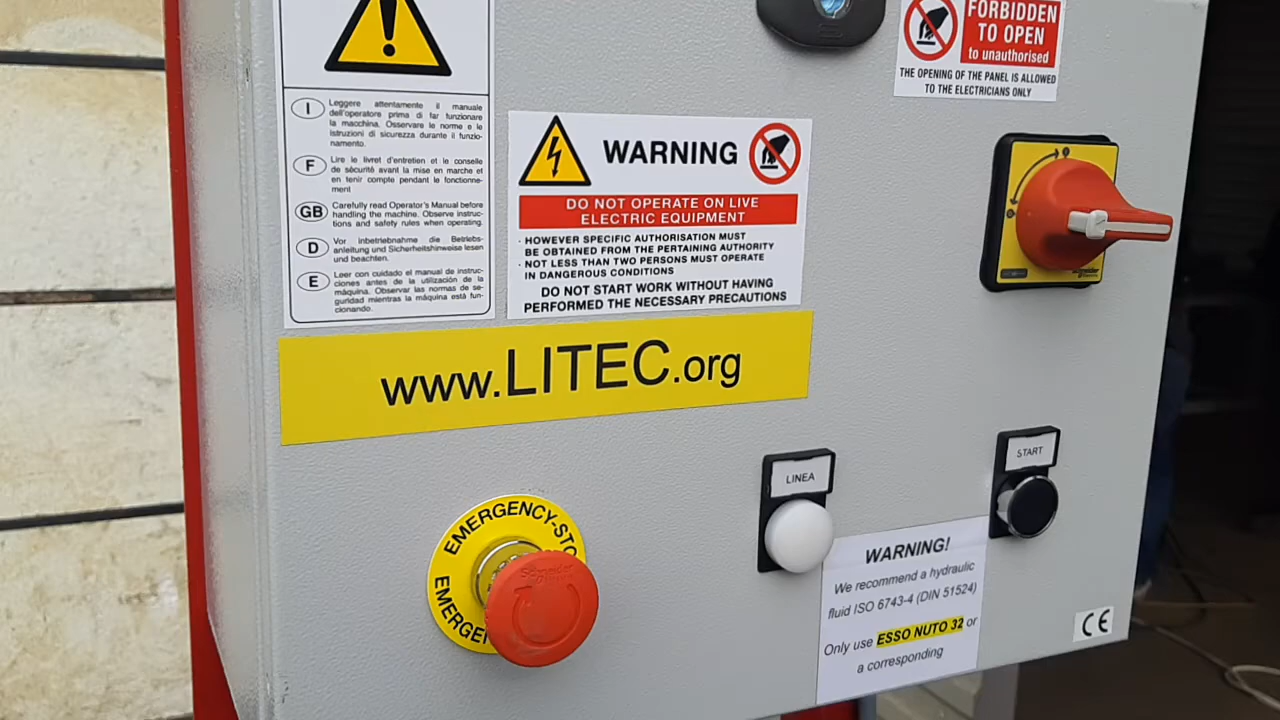 I
Leggere attentamente il manuale
dell'operatore prima di far funzionare
la macchina. Osservare le norme e le
istruzioni di sicurezza durante il funzio-
namento.
F
Lire le livret d'entretien et le conseils
de sécurité avant la mise en marche et
en tenir compte pendant le fonctionne-
ment
GB
Carefully read Operator's Manual before
handling the machine. Observe instruc-
tions and safety rules when operating.
D
Vor inbetriebnahme die Betriebs-
anleitung und Sicherheitshinweise lesen
und beachten.
E
Leer con cuidado el manual de instruc-
ciones antes de la utilización de la
máquina. Observar las normas de se-
guridad mientras la máquina está fun-
cionando.
WARNING
DO NOT OPERATE ON LIVE
ELECTRIC EQUIPMENT
· HOWEVER SPECIFIC AUTHORISATION MUST
BE OBTAINED FROM THE PERTAINING AUTHORITY
· NOT LESS THAN TWO PERSONS MUST OPERATE
IN DANGEROUS CONDITIONS
DO NOT START WORK WITHOUT HAVING
PERFORMED THE NECESSARY PRECAUTIONS
FORBIDDEN
TO OPEN
to unauthorised
THE OPENING OF THE PANEL IS ALLOWED
TO THE ELECTRICIANS ONLY
Schneider
www.LITEC.org
EMERGENCY-STO
EMERGE
Schneider
LINEA
START
WARNING!
We recommend a hydraulic
fluid ISO 6743-4 (DIN 51524)
Only use ESSO NUTO 32 or
a corresponding
CE